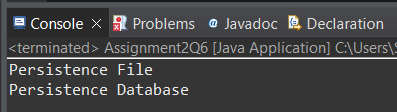 Console Problems Javadoc Declaration
<terminated> Assignment2Q6 [Java Application] C:\Users\
Persistence File
Persistence Database